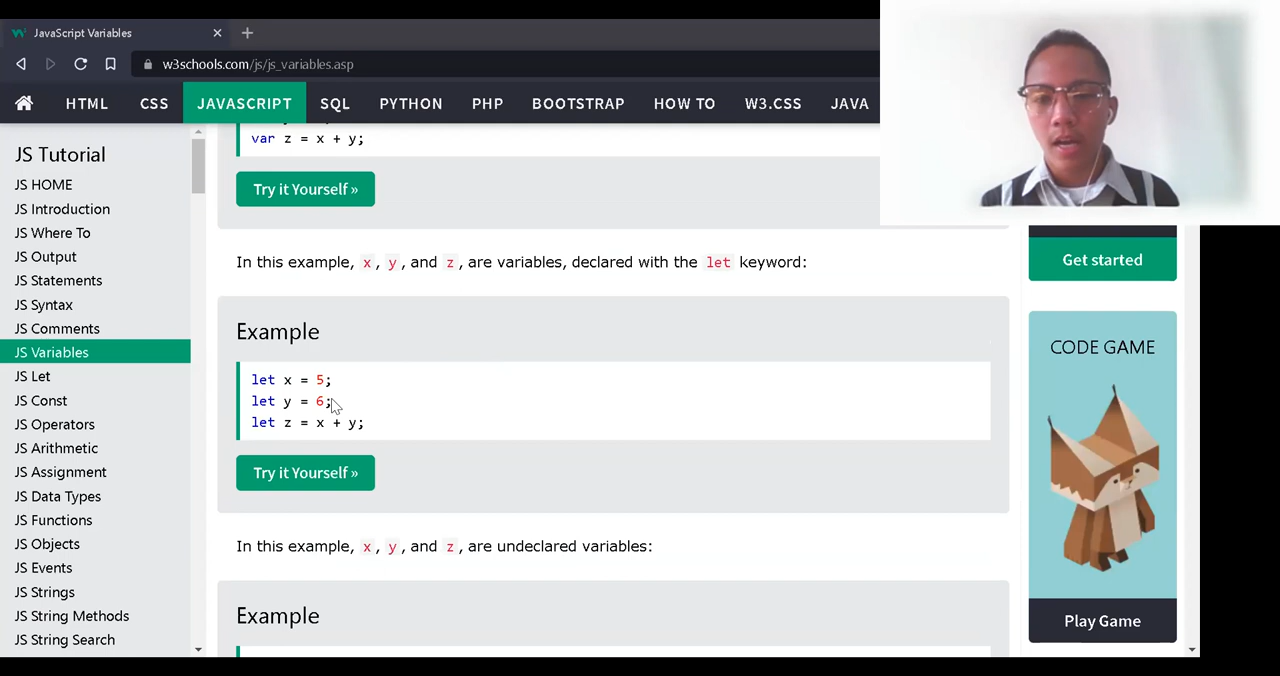 JavaScript Variables
w3schools.com/js/js_variables.asp
HTML CSS JAVASCRIPT SQL PYTHON PHP BOOTSTRAP HOW TO W3.CSS JAVA
JS Tutorial
JS HOME
JS Introduction
JS Where To
JS Output
JS Statements
JS Syntax
JS Comments
JS Variables
JS Let
JS Const
JS Operators
JS Arithmetic
JS Assignment
JS Data Types
JS Functions
JS Objects
JS Events
JS Strings
JS String Methods
JS String Search
var z = x + y;
Try it Yourself »
In this example, x, y, and z, are variables, declared with the let keyword:
Example
let x = 5;
let y = 6;
let z = x + y;
Try it Yourself »
In this example, x, y, and z, are undeclared variables:
Example
Get started
CODE GAME
Play Game